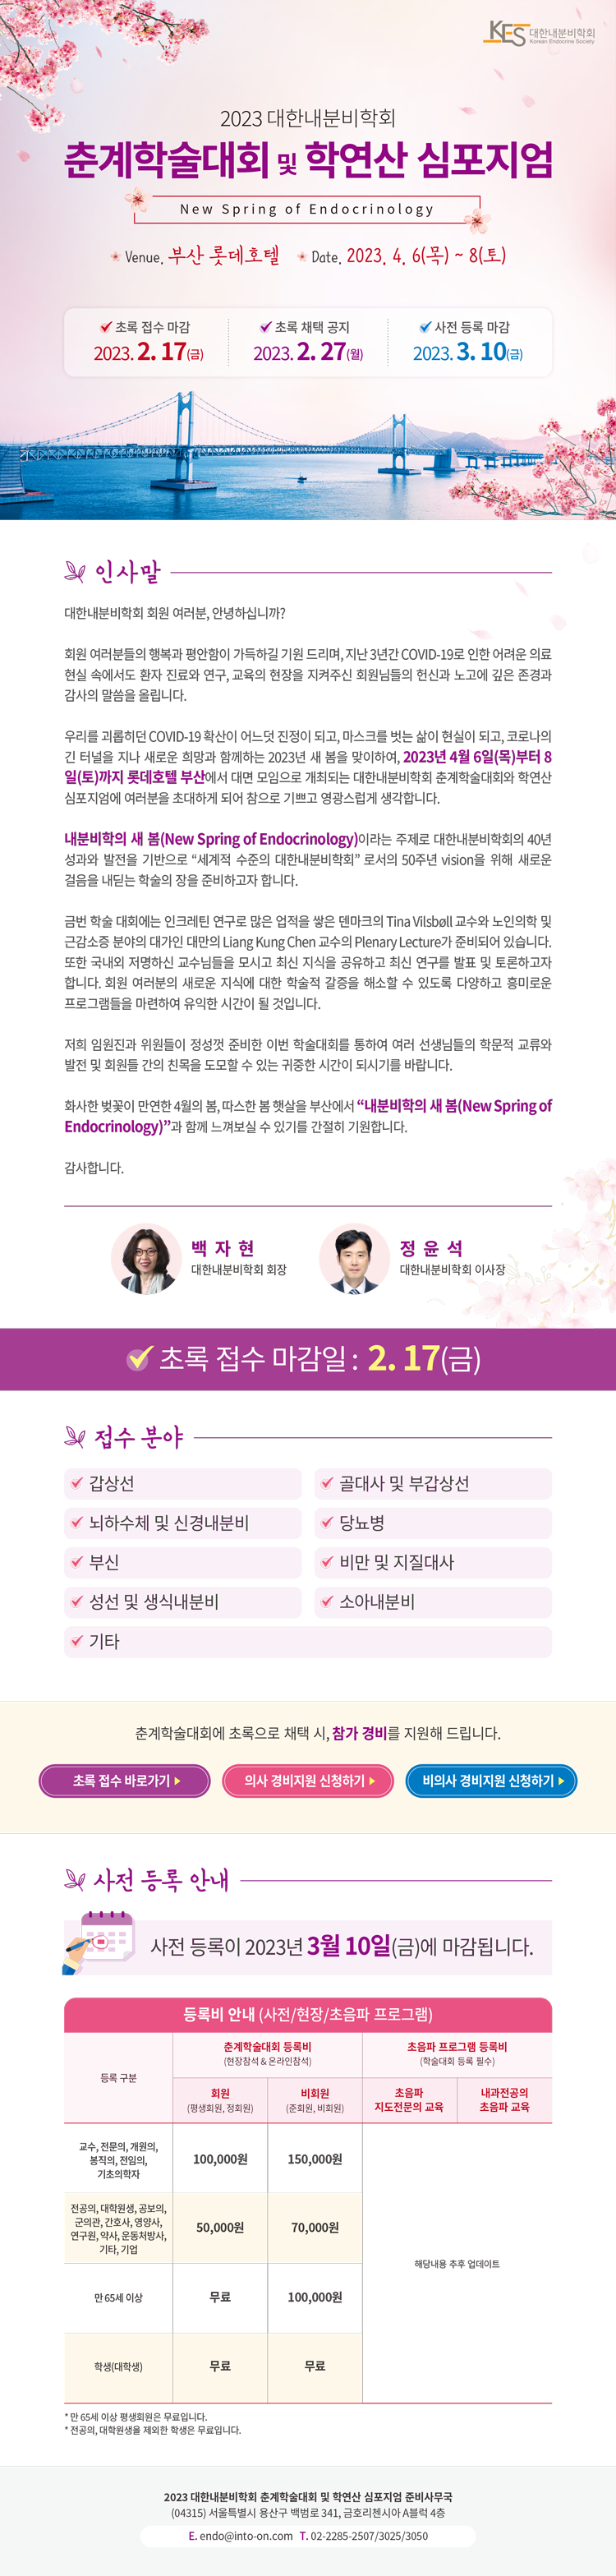 KES 대한내분비학회
Korean Endocrine Society
2023 대한내분비학회
춘계학술대회 및 학연산 심포지엄
New Spring of Endocrinology
Venue. 부산 롯데호텔 Date. 2023. 4. 6(목) ~ 8(토)
초록 접수 마감
2023. 2. 17(금)
초록 채택 공지
2023. 2. 27(월)
사전 등록 마감
2023. 3. 10(금)
인사말
대한내분비학회 회원 여러분, 안녕하십니까?
회원 여러분들의 행복과 평안함이 가득하길 기원 드리며, 지난 3년간 COVID-19로 인한 어려운 의료
현실 속에서도 환자 진료와 연구, 교육의 현장을 지켜주신 회원님들의 헌신과 노고에 깊은 존경과
감사의 말씀을 올립니다.
우리를 괴롭히던 COVID-19 확산이 어느덧 진정이 되고, 마스크를 벗는 삶이 현실이 되고, 코로나의
긴 터널을 지나 새로운 희망과 함께하는 2023년 새 봄을 맞이하여, 2023년 4월 6일(목)부터 8
일(토)까지 롯데호텔 부산에서 대면 모임으로 개최되는 대한내분비학회 춘계학술대회와 학연산
심포지엄에 여러분을 초대하게 되어 참으로 기쁘고 영광스럽게 생각합니다.
내분비학의 새 봄(New Spring of Endocrinology)이라는 주제로 대한내분비학회의 40년
성과와 발전을 기반으로 “세계적 수준의 대한내분비학회” 로서의 50주년 vision을 위해 새로운
걸음을 내딛는 학술의 장을 준비하고자 합니다.
금번 학술 대회에는 인크레틴 연구로 많은 업적을 쌓은 덴마크의 Tina Vilsbøll 교수와 노인의학 및
근감소증 분야의 대가인 대만의 Liang Kung Chen 교수의 Plenary Lecture가 준비되어 있습니다.
또한 국내외 저명하신 교수님들을 모시고 최신 지식을 공유하고 최신 연구를 발표 및 토론하고자
합니다. 회원 여러분의 새로운 지식에 대한 학술적 갈증을 해소할 수 있도록 다양하고 흥미로운
프로그램들을 마련하여 유익한 시간이 될 것입니다.
저희 임원진과 위원들이 정성껏 준비한 이번 학술대회를 통하여 여러 선생님들의 학문적 교류와
발전 및 회원들 간의 친목을 도모할 수 있는 귀중한 시간이 되시기를 바랍니다.
화사한 벚꽃이 만연한 4월의 봄, 따스한 봄 햇살을 부산에서 “내분비학의 새 봄(New Spring of
Endocrinology)”과 함께 느껴보실 수 있기를 간절히 기원합니다.
감사합니다.
백 자 현
대한내분비학회 회장
정 윤 석
대한내분비학회 이사장
초록 접수 마감일 : 2. 17(금)
접수 분야
갑상선
골대사 및 부갑상선
뇌하수체 및 신경내분비
당뇨병
부신
비만 및 지질대사
성선 및 생식내분비
소아내분비
기타
춘계학술대회에 초록으로 채택 시, 참가 경비를 지원해 드립니다.
초록 접수 바로가기
의사 경비지원 신청하기
비의사 경비지원 신청하기
사전 등록 안내
사전 등록이 2023년 3월 10일(금)에 마감됩니다.
등록비 안내 (사전/현장/초음파 프로그램)
등록 구분
춘계학술대회 등록비
(현장참석 & 온라인참석)
초음파 프로그램 등록비
(학술대회 등록 필수)
회원
(평생회원, 정회원)
비회원
(준회원, 비회원)
초음파
지도전문의 교육
내과전공의
초음파 교육
교수, 전문의, 개원의,
봉직의, 전임의,
기초의학자
100,000원
150,000원
전공의, 대학원생, 공보의,
군의관, 간호사, 영양사,
연구원, 약사, 운동처방사,
기타, 기업
50,000원
70,000원
해당내용 추후 업데이트
만 65세 이상
무료
100,000원
학생(대학생)
무료
무료
* 만 65세 이상 평생회원은 무료입니다.
* 전공의, 대학원생을 제외한 학생은 무료입니다.
2023 대한내분비학회 춘계학술대회 및 학연산 심포지엄 준비사무국
(04315) 서울특별시 용산구 백범로 341, 금호리첸시아 A블럭 4층
E. endo@into-on.com T. 02-2285-2507/3025/3050